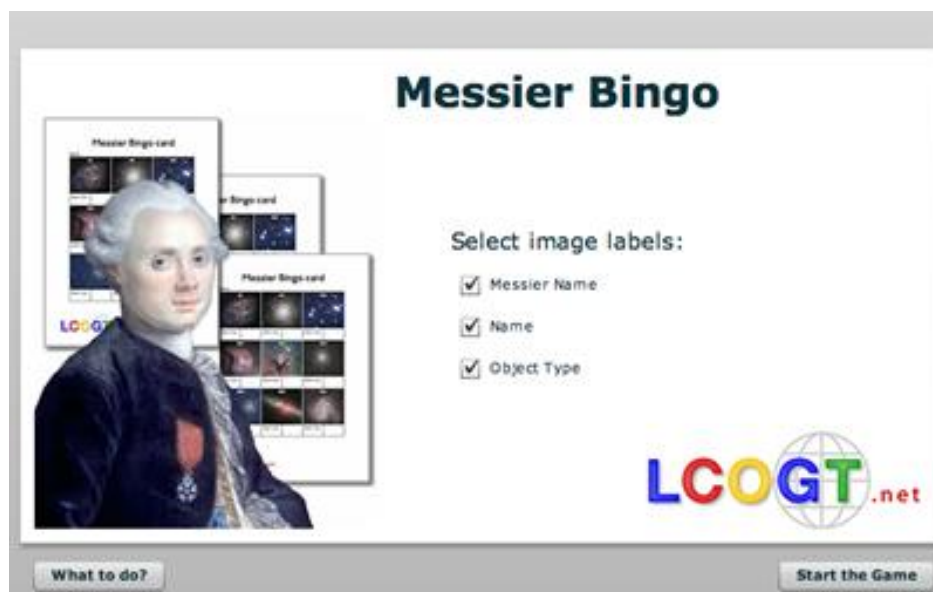 Messier Bingo
Messier Bingo card
Bingo card
Messier Bingo card
LCOG
Select image labels:
Messier Name
Name
Object Type
LCOGT.net
What to do?
Start the Game